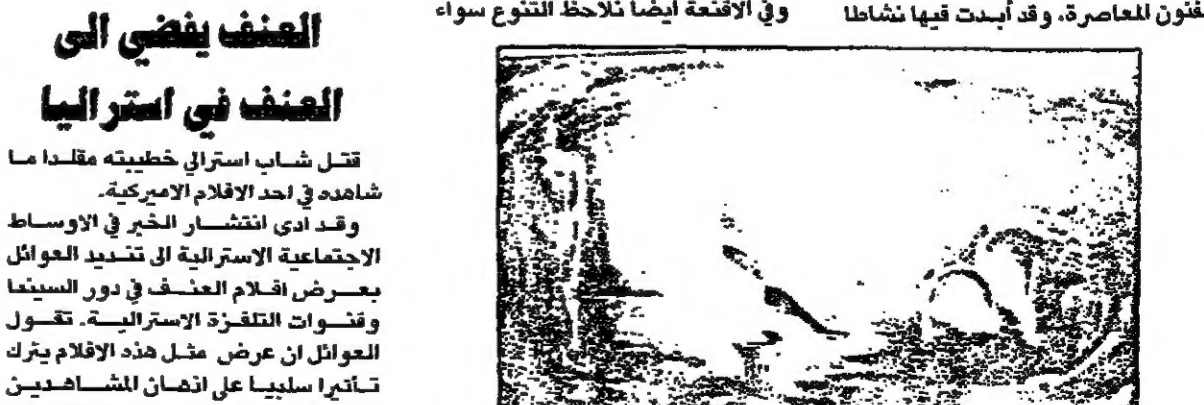 لفنون المعاصرة، وقد أبدت فيها نشاطا
وفي الاقنعة ايضا نلاحظ التنوع سواء
العنف يفضي الى
العنف في استراليا
قتل شاب استرالي خطيبته مقلدا ما
شاهده في احد الافلام الاميركية.
وقد ادى انتشار الخبر في الاوساط
الاجتماعية الاسترالية الى تنديد العوائل
بعرض افلام العنف في دور السينما
وقنوات التلفزة الاسترالية. تقول
العوائل ان عرض مثل هذه الافلام يترك
تأثيرا سلبيا على اذهان المشاهدين